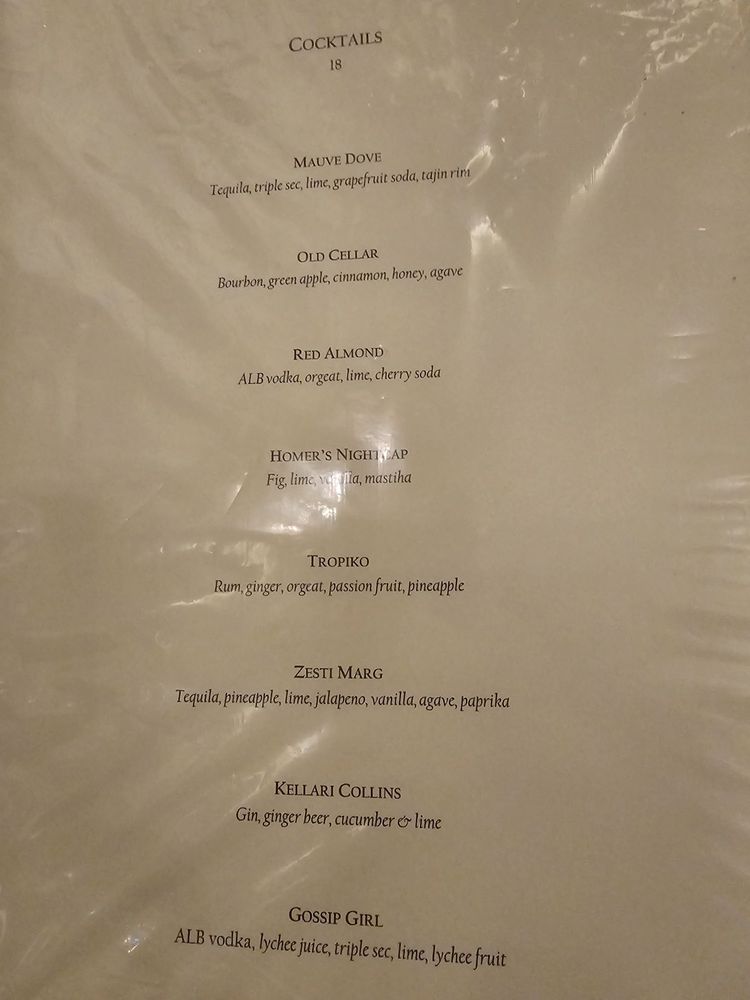 COCKTAILS
18
MAUVE DOVE
Tequila, triple sec, lime, grapefruit soda, tajin rim
OLD CELLAR
Bourbon, green apple, cinnamon, honey, agave
RED ALMOND
ALB vodka, orgeat, lime, cherry soda
HOMER'S NIGHTCAP
Fig, lime, vanilla, mastiha
TROPIKO
Rum, ginger, orgeat, passion fruit, pineapple
ZESTI MARG
Tequila, pineapple, lime, jalapeno, vanilla, agave, paprika
KELLARI COLLINS
Gin, ginger beer, cucumber & lime
GOSSIP GIRL
ALB vodka, lychee juice, triple sec, lime, lychee fruit